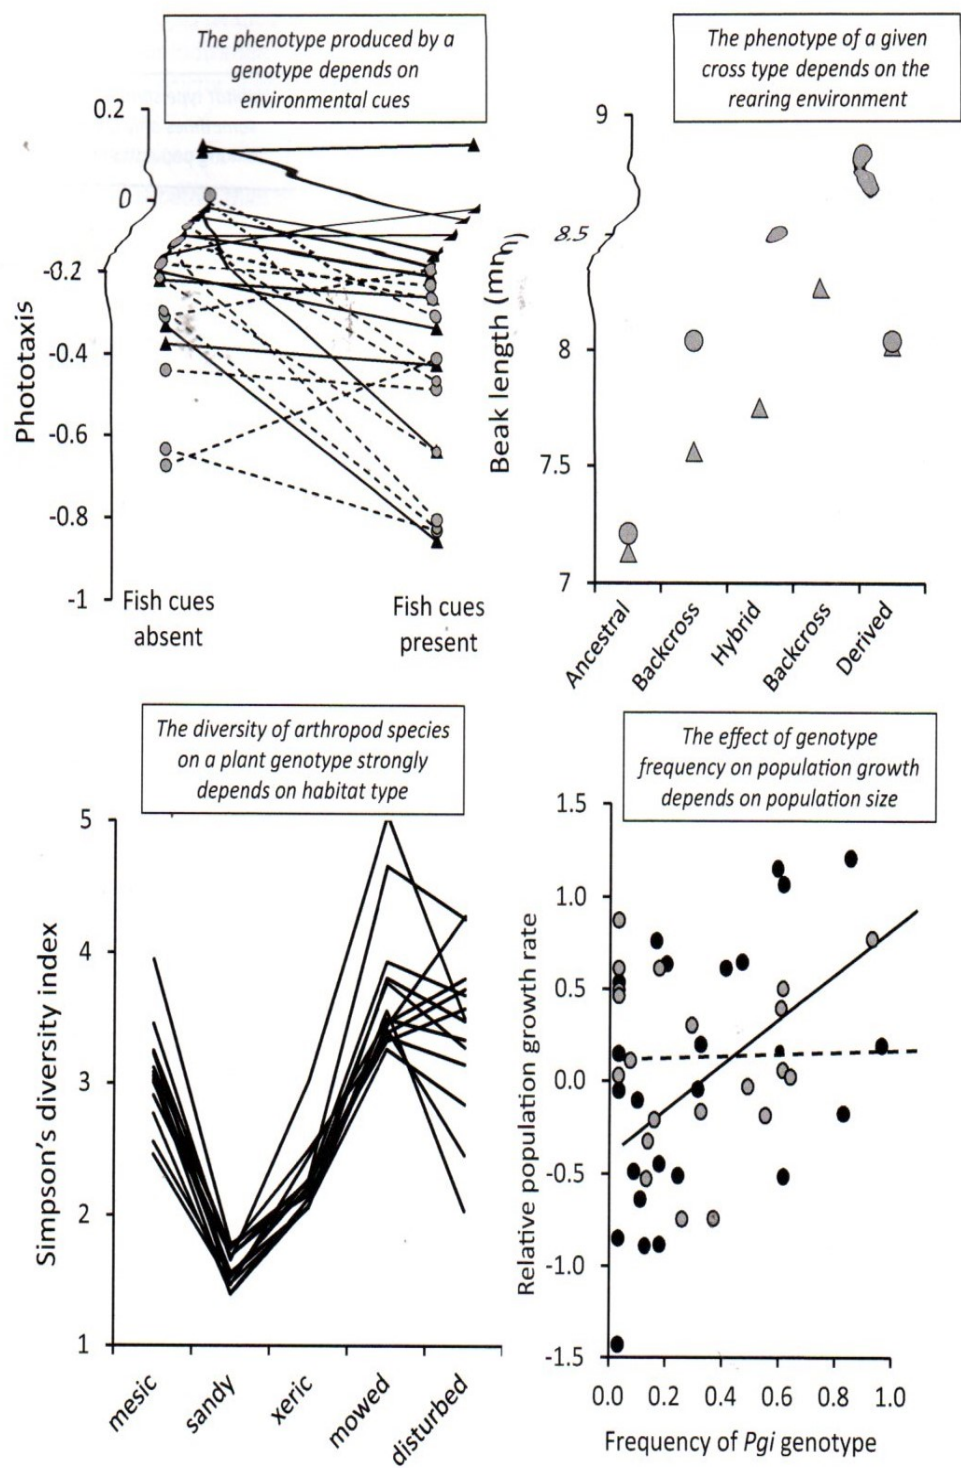 The phenotype produced by a
genotype depends on
environmental cues
0.2
0
-0.2
-0.4
-0.6
-0.8
-1
Phototaxis
Fish cues
absent
Fish cues
present
The phenotype of a given
cross type depends on the
rearing environment
9
8.5
8
7.5
7
Beak length (mm)
Ancestral
Backcross
Hybrid
Backcross
Derived
The diversity of arthropod species
on a plant genotype strongly
depends on habitat type
5
4
3
2
1
Simpson's diversity index
mesic
sandy
xeric
mowed
disturbed
The effect of genotype
frequency on population growth
depends on population size
1.5
1.0
0.5
0.0
-0.5
-1.0
-1.5
Relative population growth rate
0.0 0.2 0.4 0.6 0.8 1.0
Frequency of Pgi genotype